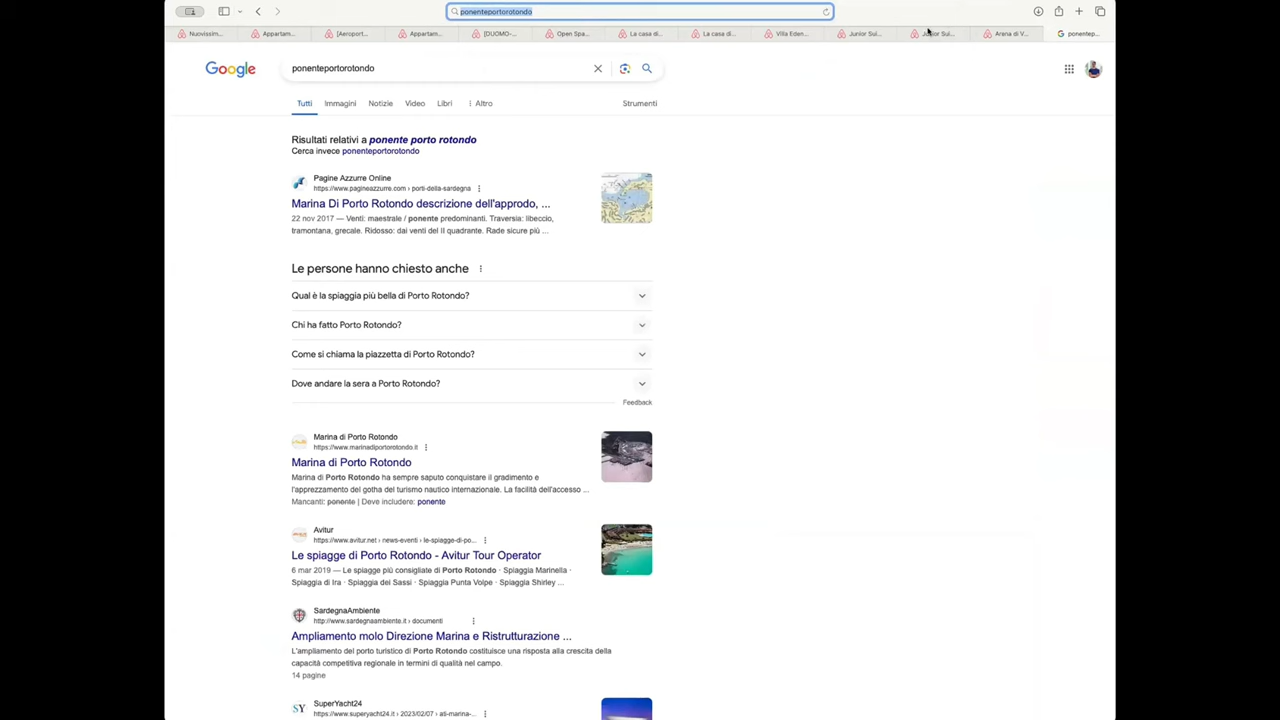 ponenteportorotondo
Nuovissim...
Appartam...
[Aeroport...
Appartam...
[DUOMO-...
Open Spa...
La casa di...
La casa di...
Villa Eden...
Junior Sui...
Junior Sui...
Arena di V...
ponentep...
Google
ponenteportorotondo
Tutti
Immagini
Notizie
Video
Libri
Altro
Strumenti
Risultati relativi a ponente porto rotondo
Cerca invece ponenteportorotondo
Pagine Azzurre Online
https://www.pagineazzurre.com › porti-della-sardegna
Marina Di Porto Rotondo descrizione dell'approdo, ...
22 nov 2017 — Venti: maestrale / ponente predominanti. Traversia: libeccio,
tramontana, grecale. Ridosso: dai venti del II quadrante. Rade sicure più ...
Le persone hanno chiesto anche
Qual è la spiaggia più bella di Porto Rotondo?
Chi ha fatto Porto Rotondo?
Come si chiama la piazzetta di Porto Rotondo?
Dove andare la sera a Porto Rotondo?
Feedback
Marina di Porto Rotondo
https://www.marinadiportorotondo.it
Marina di Porto Rotondo
Marina di Porto Rotondo ha sempre saputo conquistare il gradimento e
l'apprezzamento del gotha del turismo nautico internazionale. La facilità dell'accesso ...
Mancanti: ponente | Deve includere: ponente
Avitur
https://www.avitur.net › news-eventi › le-spiagge-di-po...
Le spiagge di Porto Rotondo - Avitur Tour Operator
6 mar 2019 — Le spiagge più consigliate di Porto Rotondo · Spiaggia Marinella ·
Spiaggia di Ira · Spiaggia dei Sassi · Spiaggia Punta Volpe · Spiaggia Shirley ...
SardegnaAmbiente
http://www.sardegnaambiente.it › documenti
Ampliamento molo Direzione Marina e Ristrutturazione ...
L'ampliamento del porto turistico di Porto Rotondo costituisce una risposta alla crescita della
capacità competitiva regionale in termini di qualità nel campo.
14 pagine
SY
SuperYacht24
https://www.superyacht24.it › 2023/02/07 › ati-marina-...